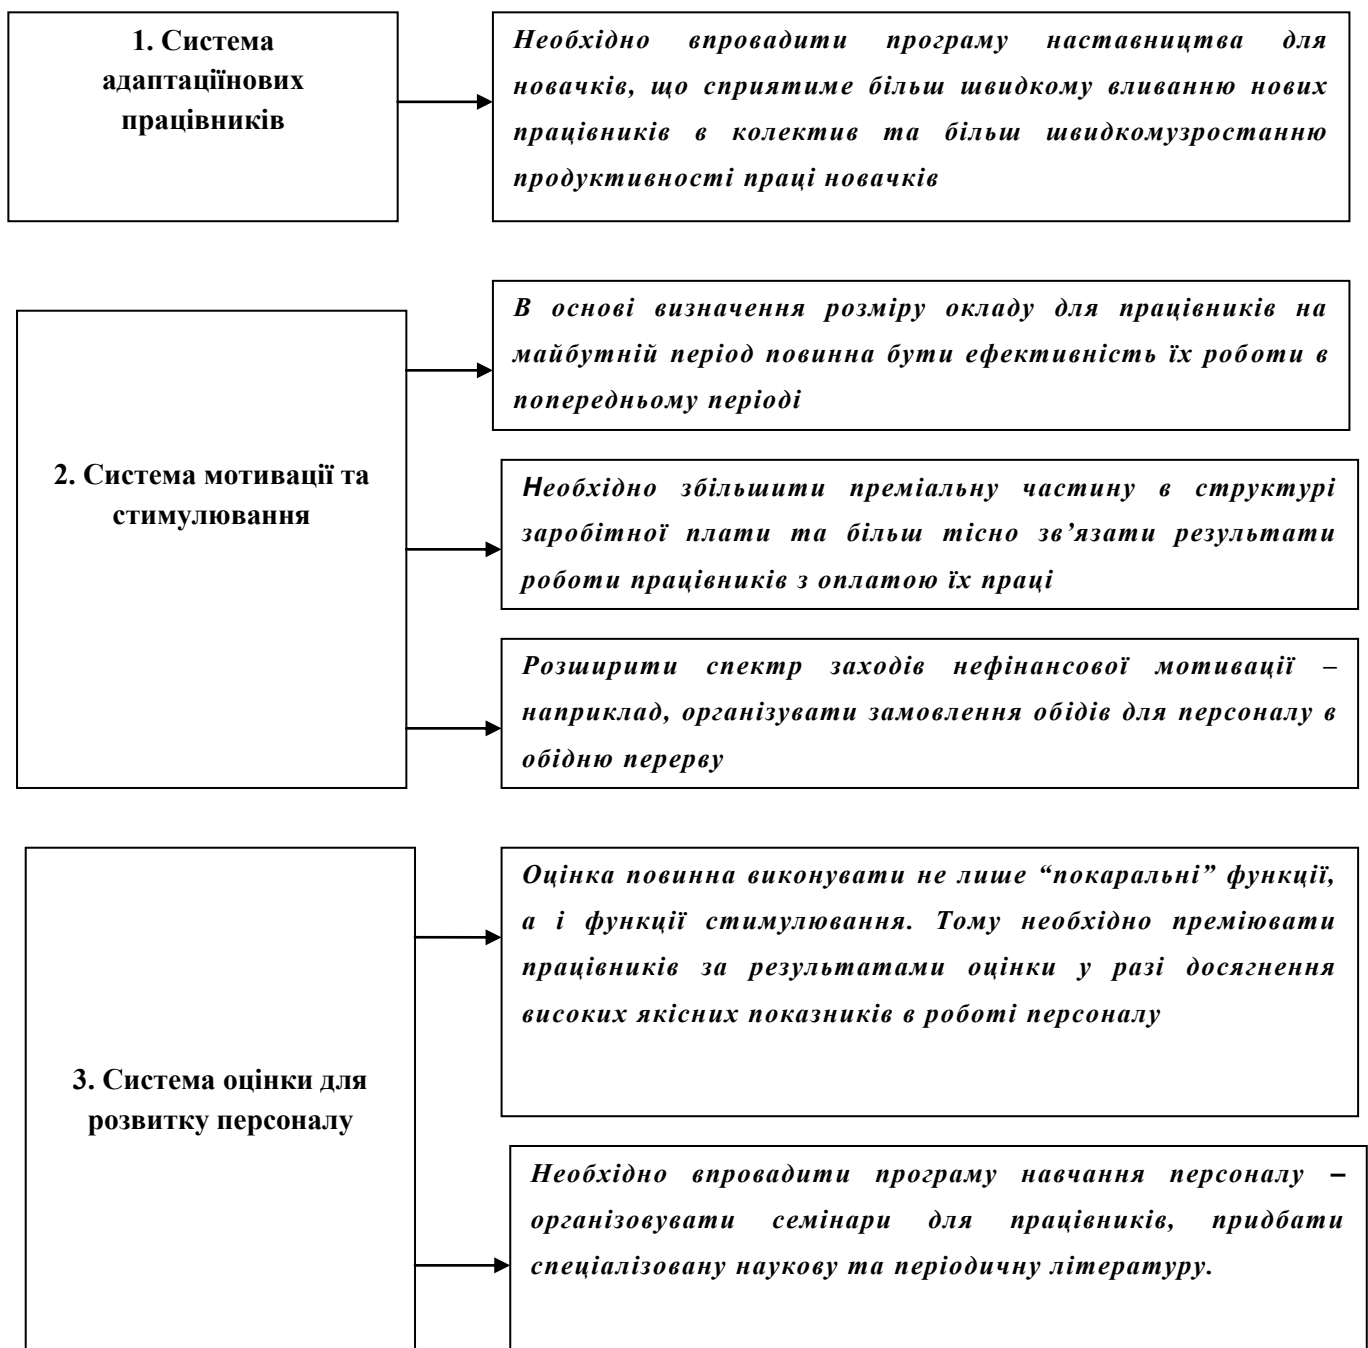 1. Система
адаптаціїнових
працівників
Необхідно впровадити програму наставництва для
новачків, що сприятиме більш швидкому вливанню нових
працівників в колектив та більш швидкомузростанню
продуктивності праці новачків
2. Система мотивації та
стимулювання
В основі визначення розміру окладу для працівників на
майбутній період повинна бути ефективність їх роботи в
попередньому періоді
Необхідно збільшити преміальну частину в структурі
заробітної плати та більш тісно зв’язати результати
роботи працівників з оплатою їх праці
Розширити спектр заходів нефінансової мотивації –
наприклад, організувати замовлення обідів для персоналу в
обідню перерву
3. Система оцінки для
розвитку персоналу
Оцінка повинна виконувати не лише “покаральні” функції,
а і функції стимулювання. Тому необхідно преміювати
працівників за результатами оцінки у разі досягнення
високих якісних показників в роботі персоналу
Необхідно впровадити програму навчання персоналу –
організовувати семінари для працівників, придбати
спеціалізовану наукову та періодичну літературу.